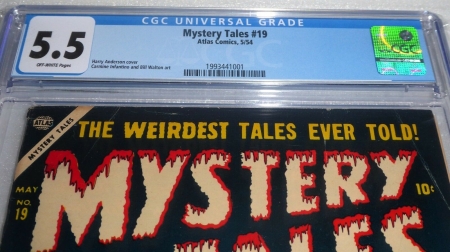 CGC UNIVERSAL GRADE
Mystery Tales #19
Atlas Comics, 5/54
5.5
OFF-WHITE Pages
Harry Anderson cover
Carmine Infantino and Bill Walton art
1993441001
CGC
ATLAS
MYSTERY TALES
THE WEIRDEST TALES EVER TOLD!
MAY
NO.
19
MYSTERY
10¢
TALES